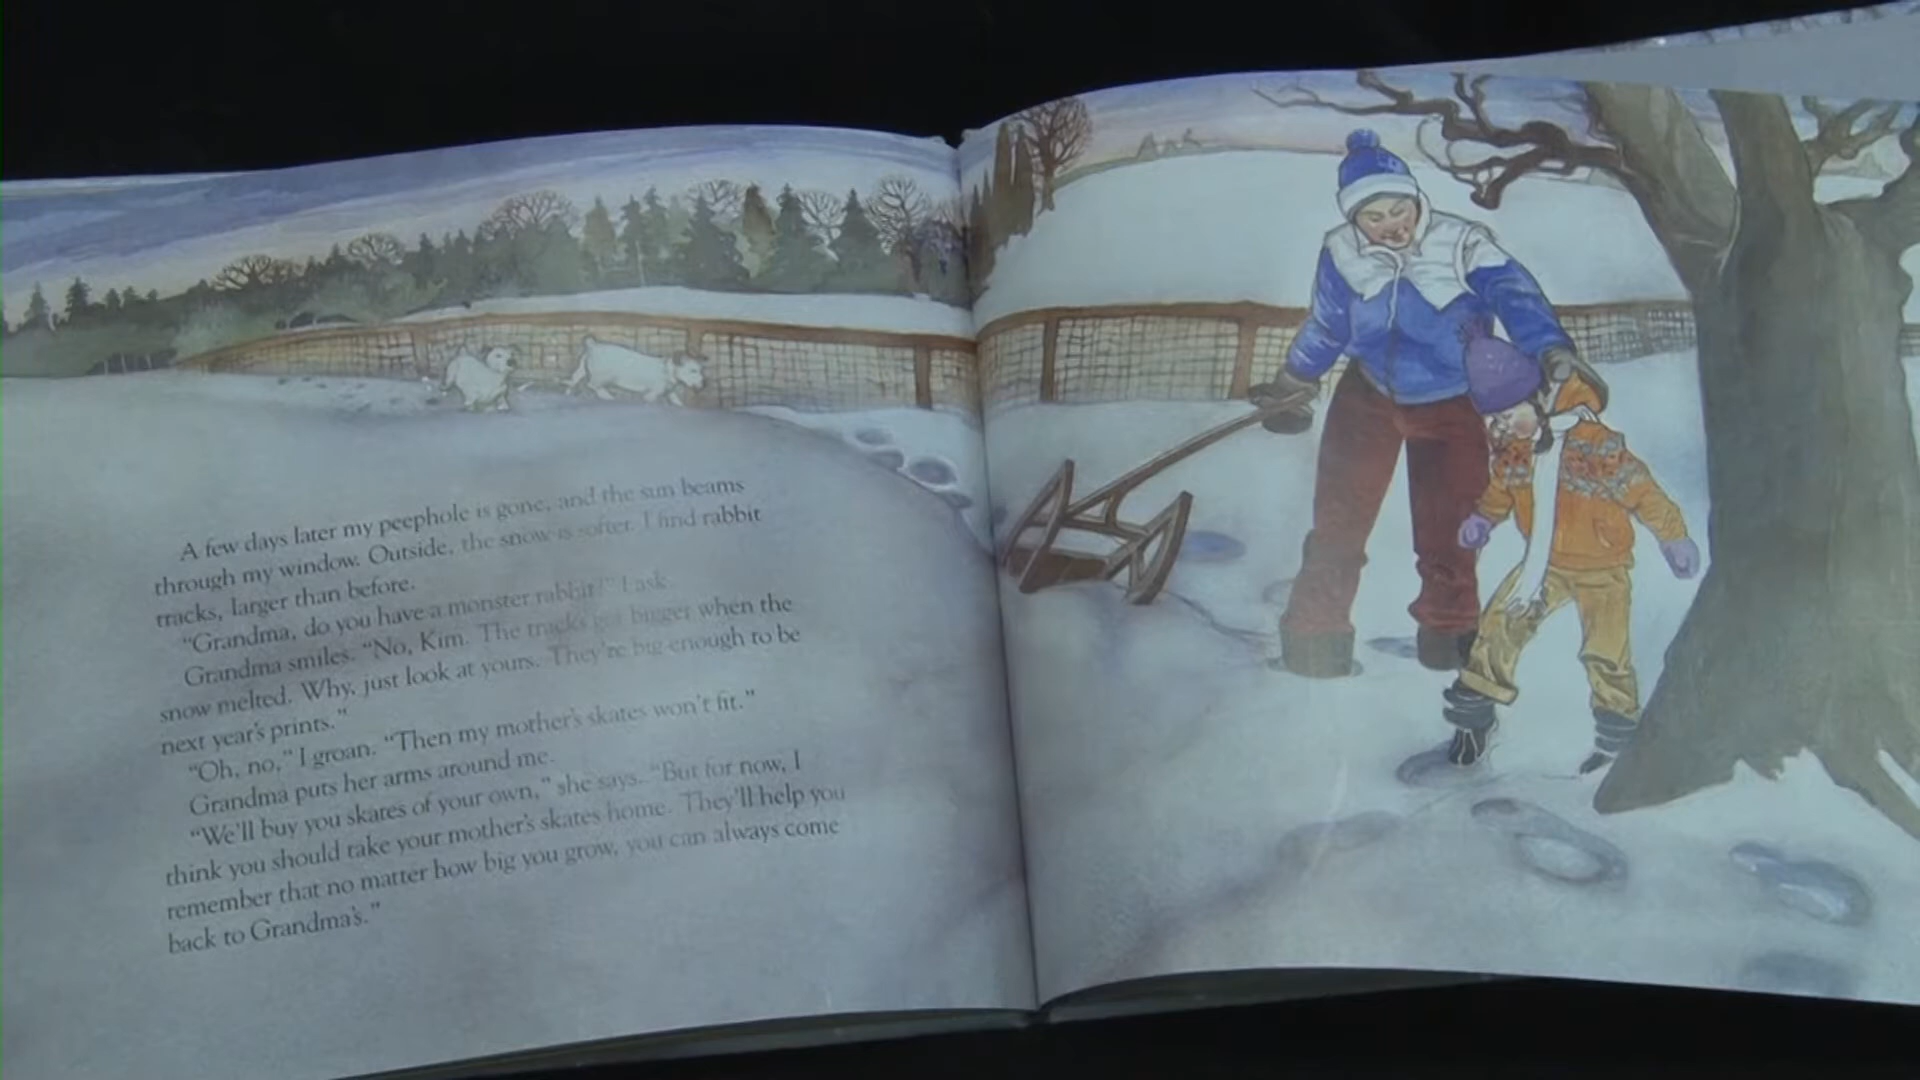 A few days later my peephole is gone, and the sun beams
through my window. Outside, the snow is softer. I find rabbit
tracks, larger than before.
"Grandma, do you have a monster rabbit?" I ask.
Grandma smiles. "No, Kim. The tracks got bigger when the
snow melted. Why, just look at yours. They're big enough to be
next year's prints."
"Oh, no," I groan. "Then my mother's skates won't fit."
Grandma puts her arms around me.
"We'll buy you skates of your own," she says. "But for now, I
think you should take your mother's skates home. They'll help you
remember that no matter how big you grow, you can always come
back to Grandma's."